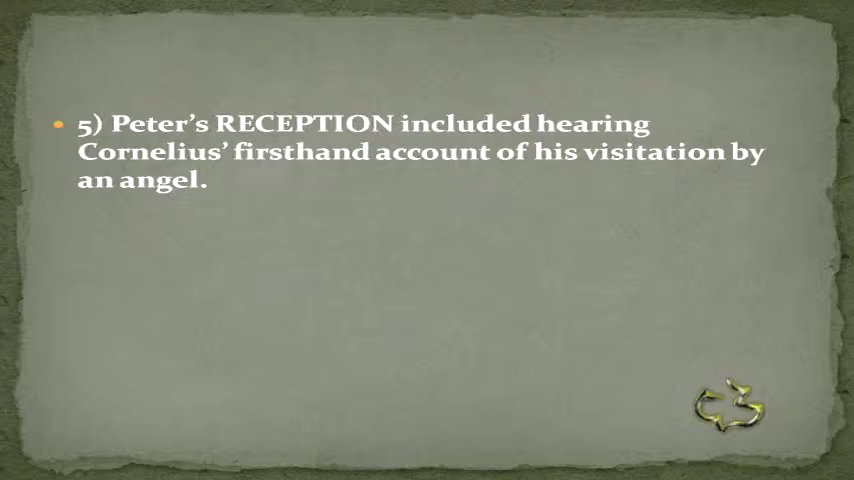 5) Peter's RECEPTION included hearing
Cornelius' firsthand account of his visitation by
an angel.